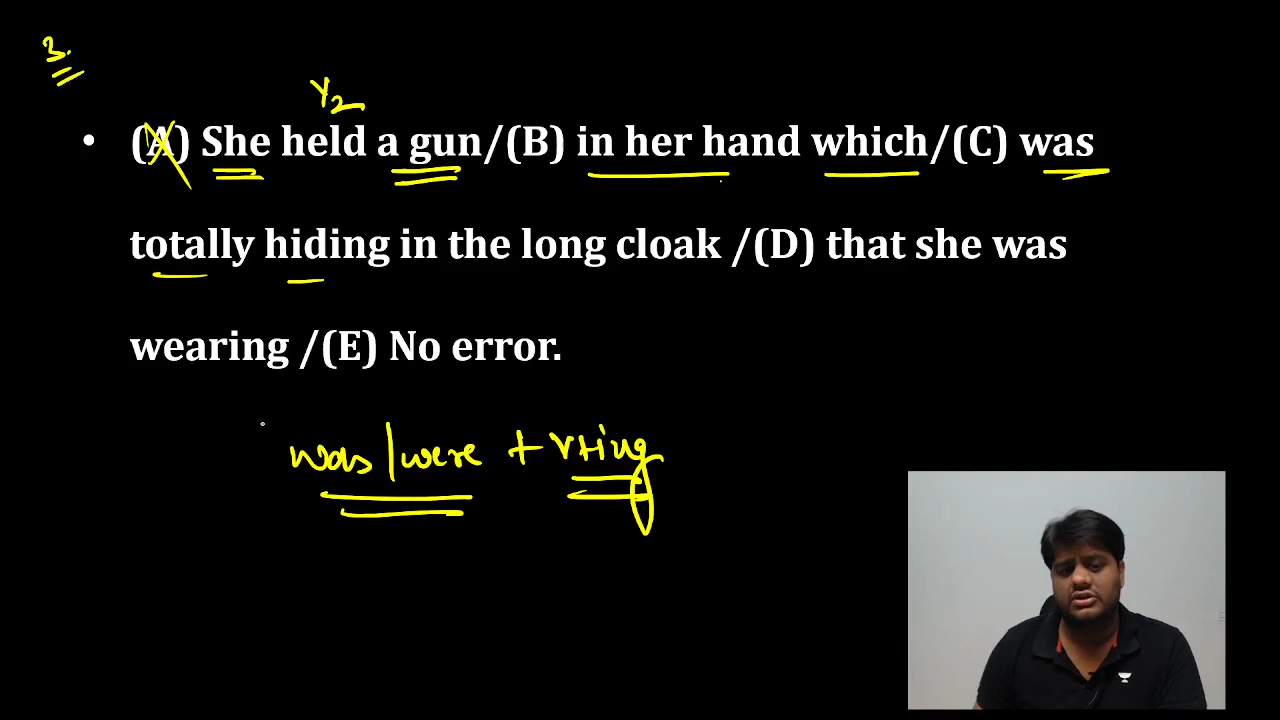 3.
V2
• (A) She held a gun/(B) in her hand which/(C) was
totally hiding in the long cloak /(D) that she was
wearing /(E) No error.
was/were + V+ing